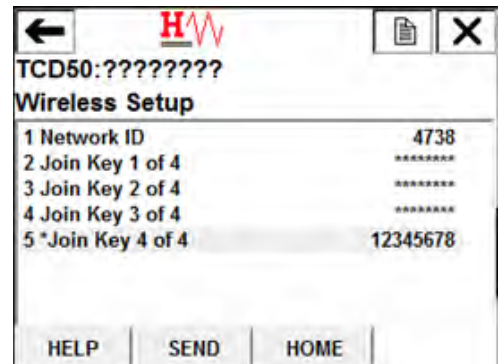 H
TCD50:????????
Wireless Setup
1 Network ID 4738
2 Join Key 1 of 4 ********
3 Join Key 2 of 4 ********
4 Join Key 3 of 4 ********
5 *Join Key 4 of 4 12345678
HELP SEND HOME